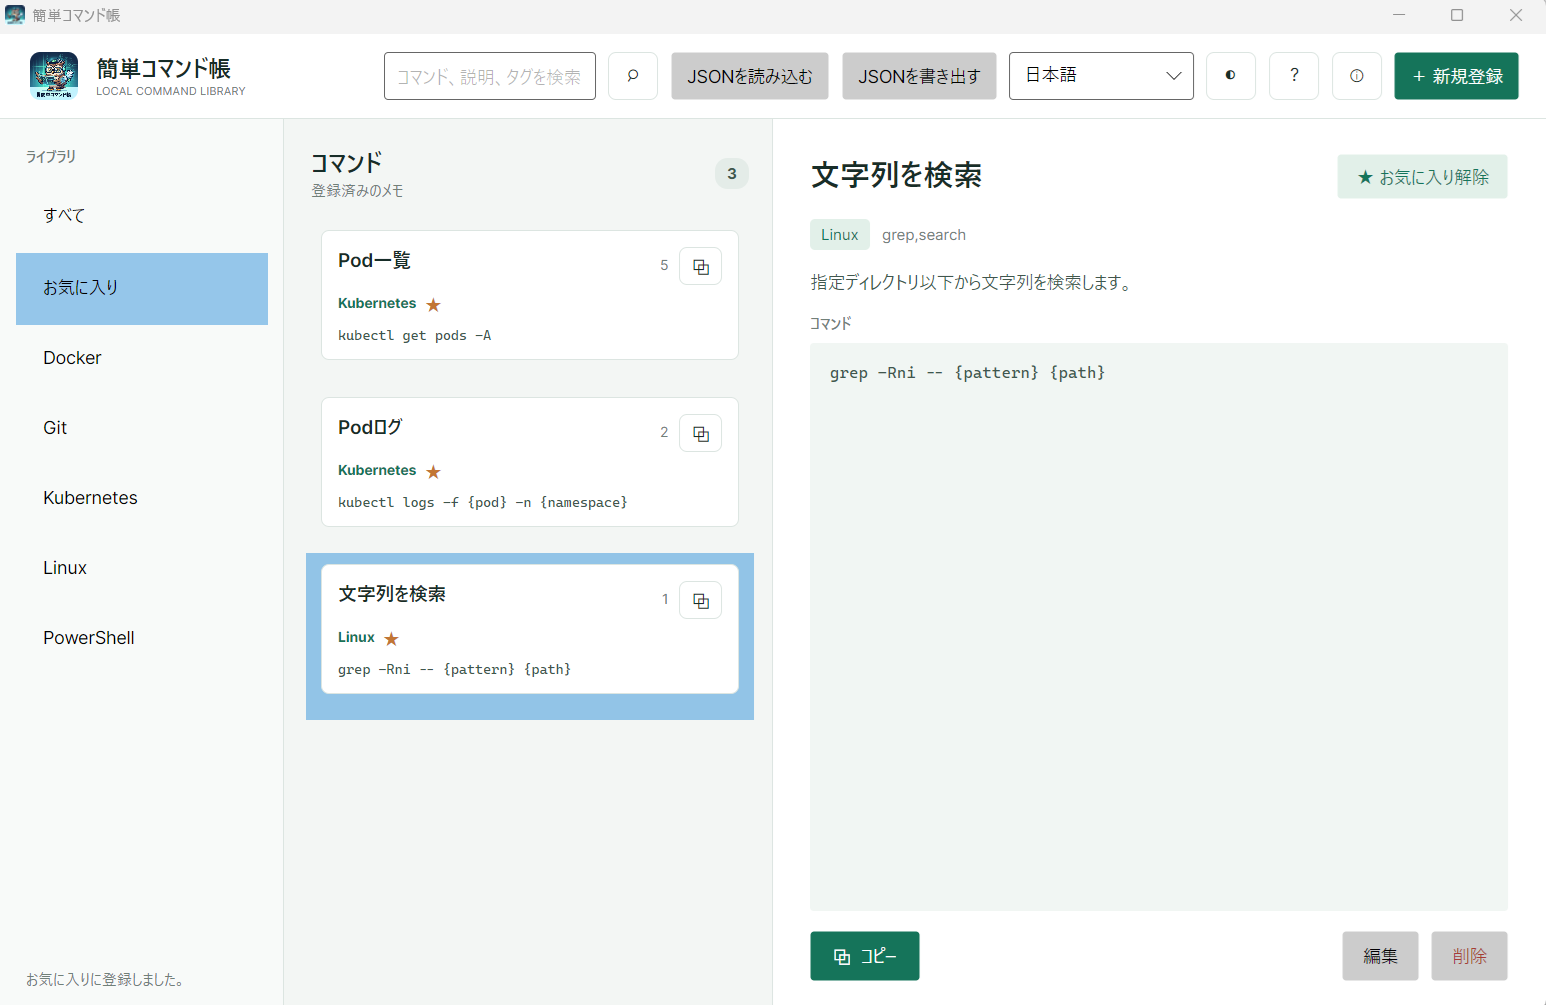 簡単コマンド帳
簡単コマンド帳
LOCAL COMMAND LIBRARY
コマンド、説明、タグを検索
JSONを読み込む
JSONを書き出す
日本語
?
+ 新規登録
ライブラリ
すべて
お気に入り
Docker
Git
Kubernetes
Linux
PowerShell
お気に入りに登録しました。
コマンド
登録済みのメモ
3
Pod一覧
5
Kubernetes ★
kubectl get pods -A
Podログ
2
Kubernetes ★
kubectl logs -f {pod} -n {namespace}
文字列を検索
1
Linux ★
grep -Rni -- {pattern} {path}
文字列を検索
★ お気に入り解除
Linux
grep,search
指定ディレクトリ以下から文字列を検索します。
コマンド
grep -Rni -- {pattern} {path}
コピー
編集
削除